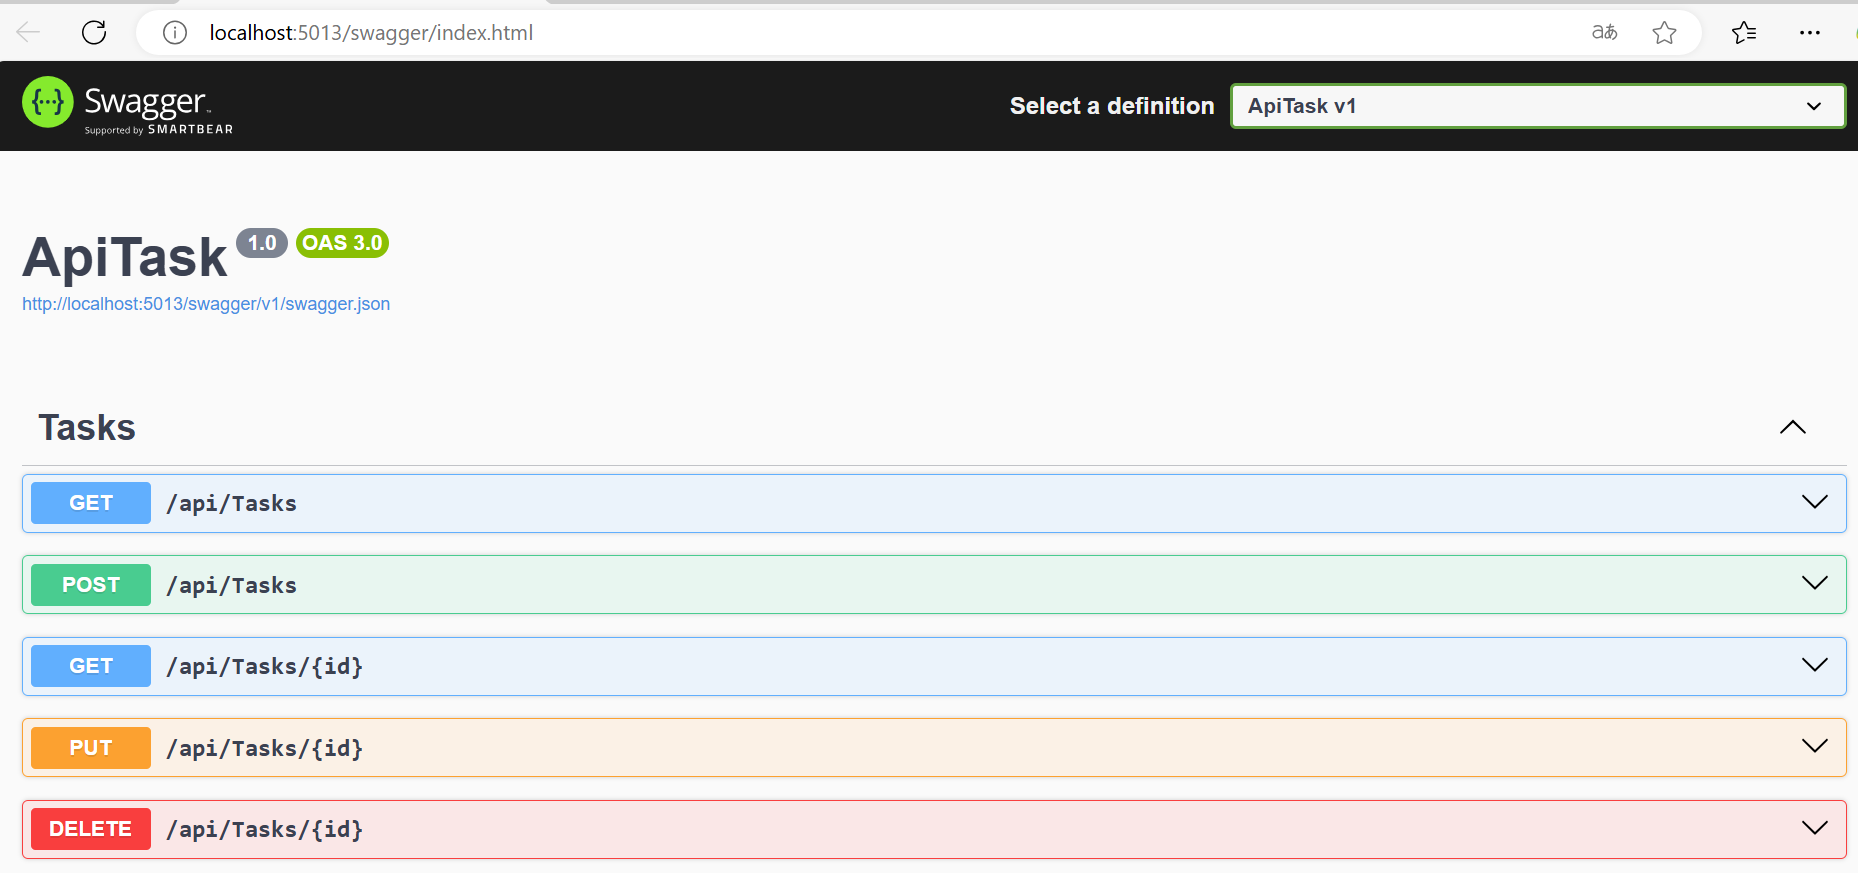 localhost:5013/swagger/index.html
aあ
{···} Swagger™
Supported by SMARTBEAR
Select a definition
ApiTask v1
ApiTask 1.0 OAS 3.0
http://localhost:5013/swagger/v1/swagger.json
Tasks
GET /api/Tasks
POST /api/Tasks
GET /api/Tasks/{id}
PUT /api/Tasks/{id}
DELETE /api/Tasks/{id}